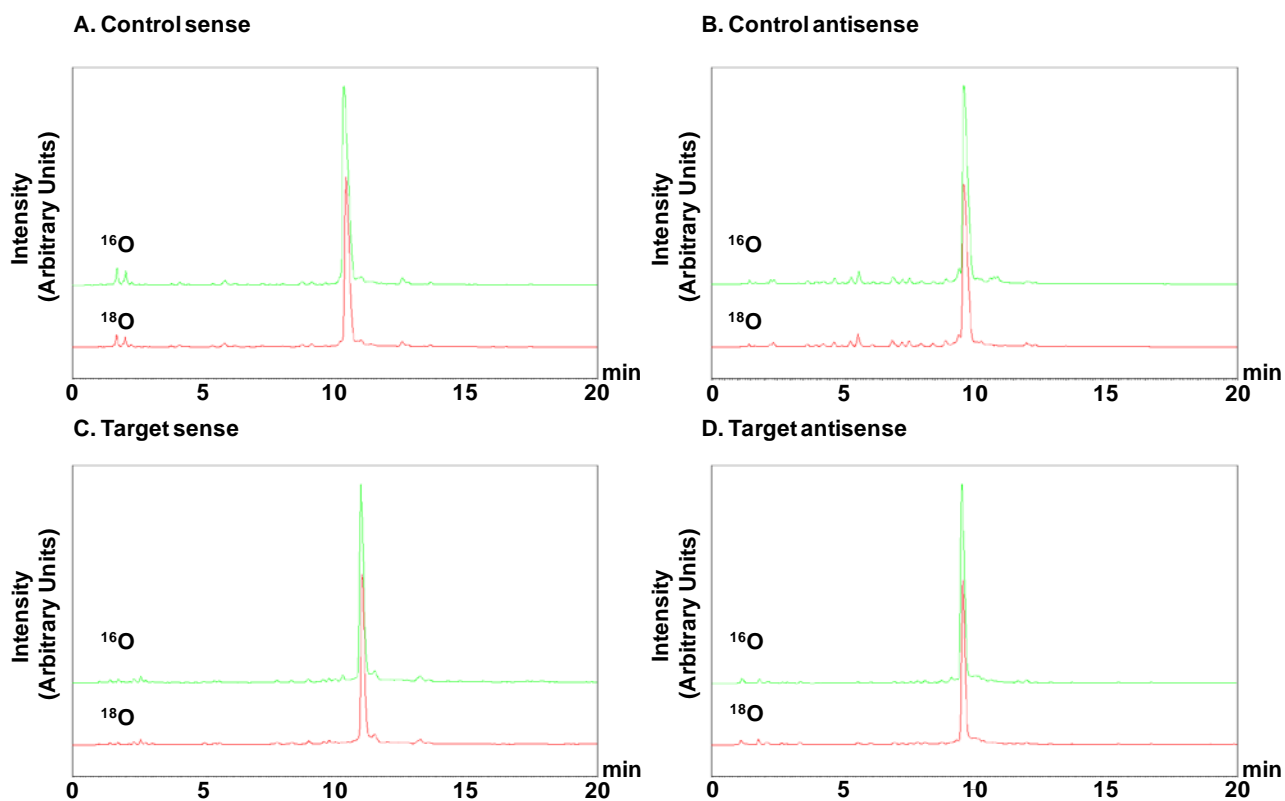 A. Control sense
B. Control antisense
Intensity
(Arbitrary Units)
¹⁶O
¹⁸O
0 5 10 15 20 min
Intensity
(Arbitrary Units)
¹⁶O
¹⁸O
0 5 10 15 20 min
C. Target sense
D. Target antisense
Intensity
(Arbitrary Units)
¹⁶O
¹⁸O
0 5 10 15 20 min
Intensity
(Arbitrary Units)
¹⁶O
¹⁸O
0 5 10 15 20 min